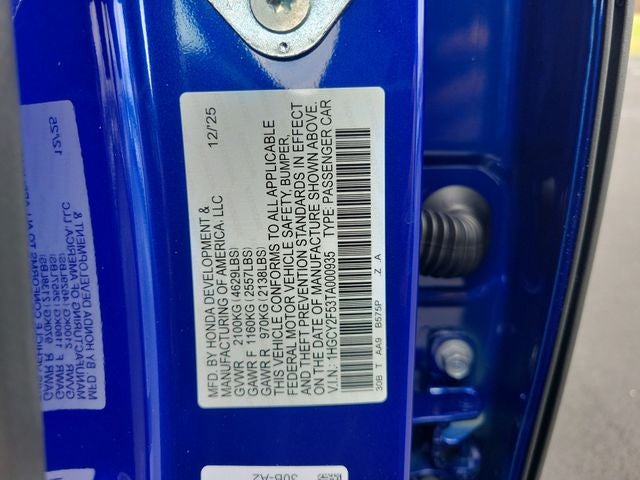 MFD BY HONDA DEVELOPMENT & 12/'25
MANUFACTURING OF AMERICA, LLC
GVWR 2100KG(4629LBS)
GAWR F 1160KG(2557LBS)
GAWR R 970KG(2138LBS)
THIS VEHICLE CONFORMS TO ALL APPLICABLE
FEDERAL MOTOR VEHICLE SAFETY, BUMPER,
AND THEFT PREVENTION STANDARDS IN EFFECT
ON THE DATE OF MANUFACTURE SHOWN ABOVE.
V.I.N.: 1HGCY2F53TA000935 TYPE: PASSENGER CAR
30B T AA9 B575P Z A
30B-A2